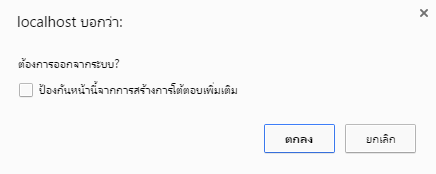 localhost บอกว่า:
ต้องการออกจากระบบ?
ป้องกันหน้านี้จากการสร้างการโต้ตอบเพิ่มเติม
ตกลง ยกเลิก